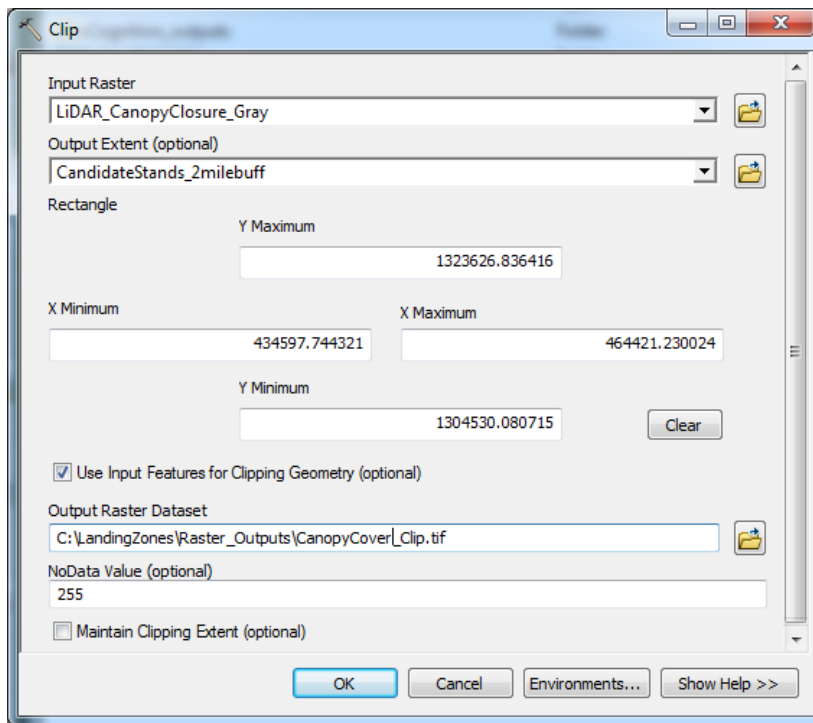 Clip
Input Raster
LiDAR_CanopyClosure_Gray
Output Extent (optional)
CandidateStands_2milebuff
Rectangle
Y Maximum
1323626.836416
X Minimum
X Maximum
434597.744321
464421.230024
Y Minimum
1304530.080715
Clear
Use Input Features for Clipping Geometry (optional)
Output Raster Dataset
C:\LandingZones\Raster_Outputs\CanopyCover_Clip.tif
NoData Value (optional)
255
Maintain Clipping Extent (optional)
OK
Cancel
Environments...
Show Help >>